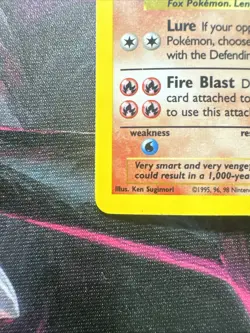 Fox Pokémon. Len
Lure If your opp
Pokémon, choose
with the Defendin
Fire Blast D
card attached to
to use this attac
weakness
re
Very smart and very vengef
could result in a 1,000-yea
Illus. Ken Sugimori
©1995, 96, 98 Nintend